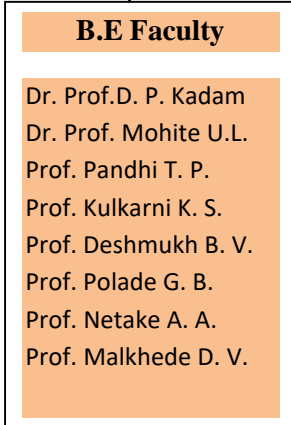 B.E Faculty
Dr. Prof.D. P. Kadam
Dr. Prof. Mohite U.L.
Prof. Pandhi T. P.
Prof. Kulkarni K. S.
Prof. Deshmukh B. V.
Prof. Polade G. B.
Prof. Netake A. A.
Prof. Malkhede D. V.